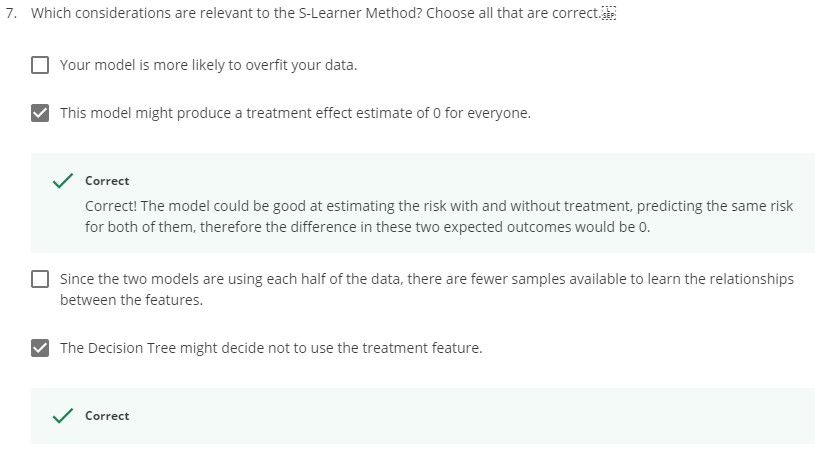 7. Which considerations are relevant to the S-Learner Method? Choose all that are correct.
Your model is more likely to overfit your data.
This model might produce a treatment effect estimate of 0 for everyone.
Correct
Correct! The model could be good at estimating the risk with and without treatment, predicting the same risk
for both of them, therefore the difference in these two expected outcomes would be 0.
Since the two models are using each half of the data, there are fewer samples available to learn the relationships
between the features.
The Decision Tree might decide not to use the treatment feature.
Correct